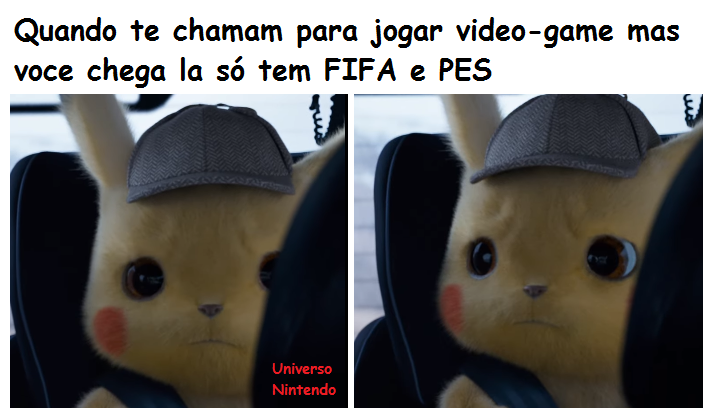 Quando te chamam para jogar video-game mas
voce chega la só tem FIFA e PES
Universo
Nintendo